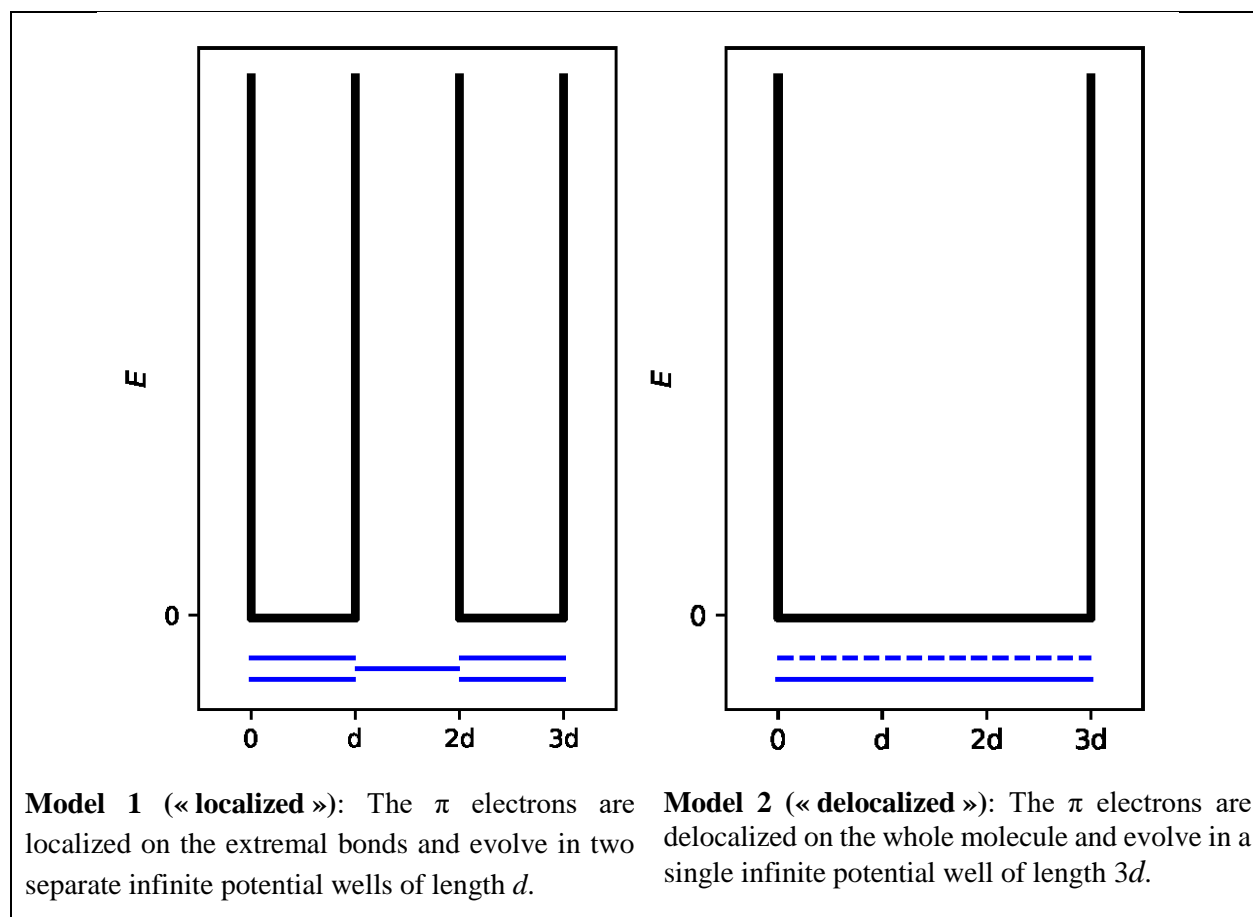 E
0
0
d
2d
3d
E
0
0
d
2d
3d
Model 1 (« localized »): The π electrons are
localized on the extremal bonds and evolve in two
separate infinite potential wells of length d.
Model 2 (« delocalized »): The π electrons are
delocalized on the whole molecule and evolve in a
single infinite potential well of length 3d.